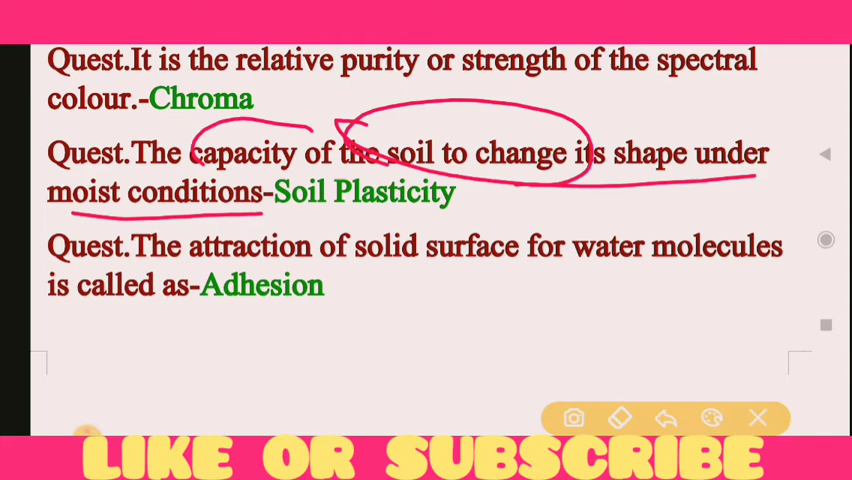 Quest.It is the relative purity or strength of the spectral
colour.-Chroma
Quest.The capacity of the soil to change its shape under
moist conditions-Soil Plasticity
Quest.The attraction of solid surface for water molecules
is called as-Adhesion
LIKE OR SUBSCRIBE